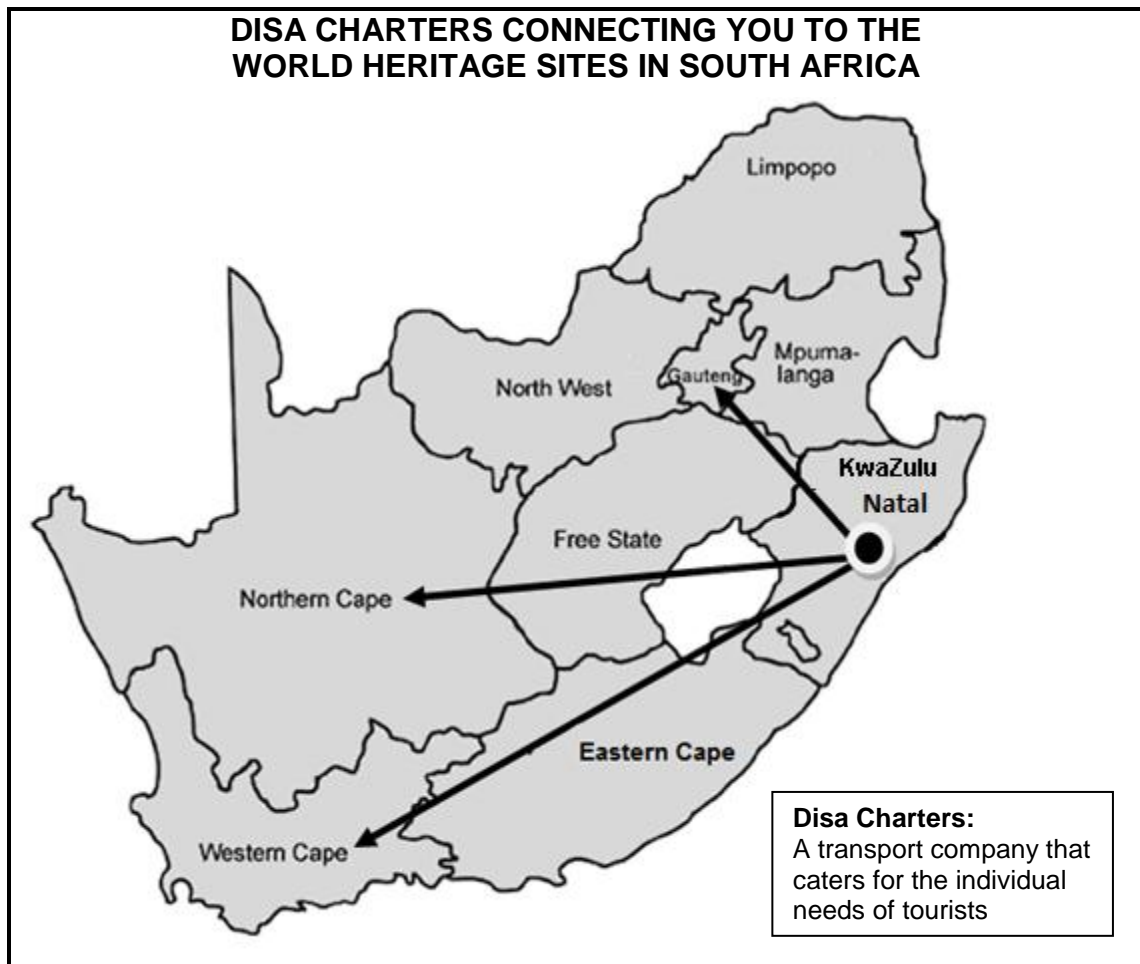 DISA CHARTERS CONNECTING YOU TO THE
WORLD HERITAGE SITES IN SOUTH AFRICA
Limpopo
Mpuma-
langa
Gauteng
North West
KwaZulu
Natal
Free State
Northern Cape
Eastern Cape
Western Cape
Disa Charters:
A transport company that
caters for the individual
needs of tourists